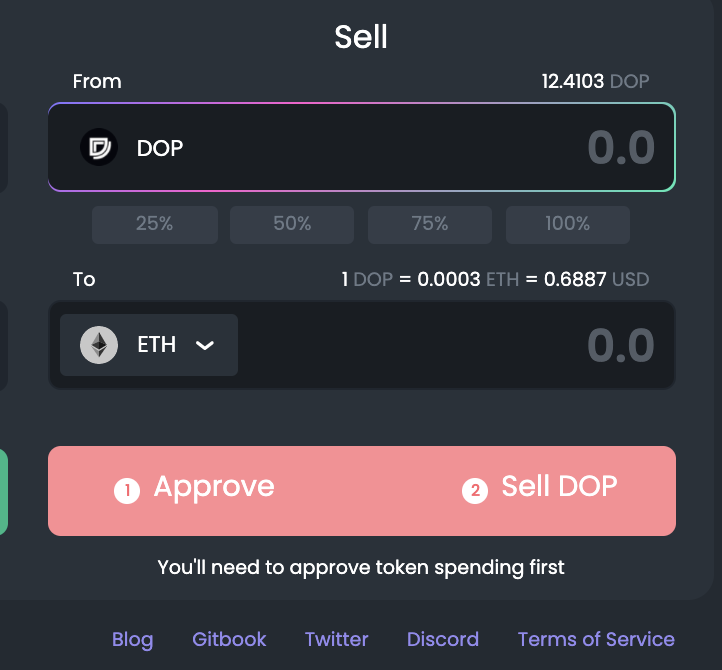 Sell
From 12.4103 DOP
DOP 0.0
25% 50% 75% 100%
To 1 DOP = 0.0003 ETH = 0.6887 USD
ETH 0.0
1 Approve 2 Sell DOP
You'll need to approve token spending first
Blog Gitbook Twitter Discord Terms of Service